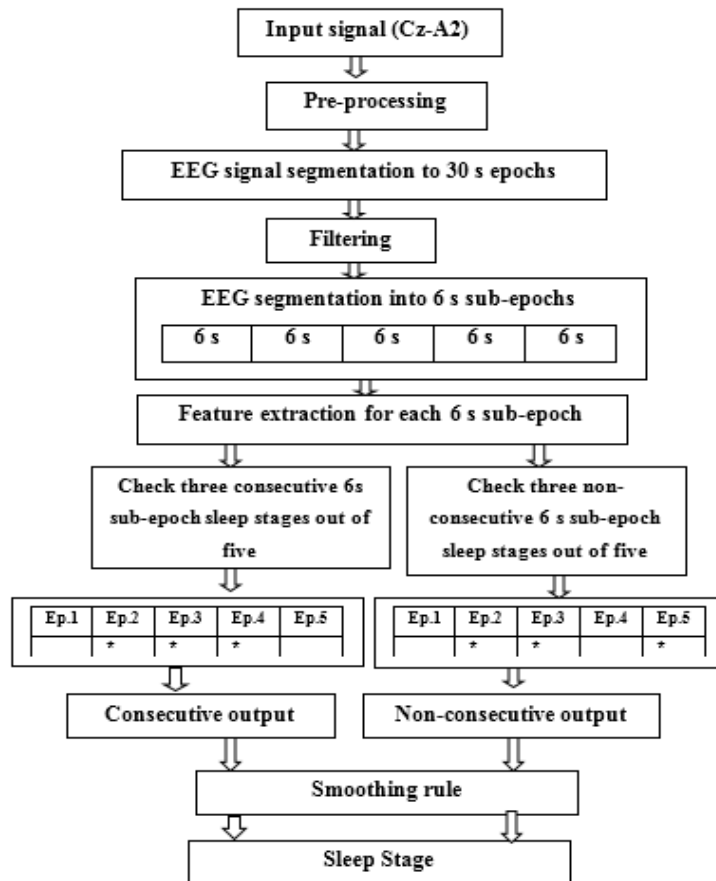 Input signal (Cz-A2)
Pre-processing
EEG signal segmentation to 30 s epochs
Filtering
EEG segmentation into 6 s sub-epochs
6 s 6 s 6 s 6 s 6 s
Feature extraction for each 6 s sub-epoch
Check three consecutive 6s
sub-epoch sleep stages out of
five
Check three non-
consecutive 6 s sub-epoch
sleep stages out of five
Ep.1 Ep.2 Ep.3 Ep.4 Ep.5
* * *
Ep.1 Ep.2 Ep.3 Ep.4 Ep.5
* * *
Consecutive output
Non-consecutive output
Smoothing rule
Sleep Stage